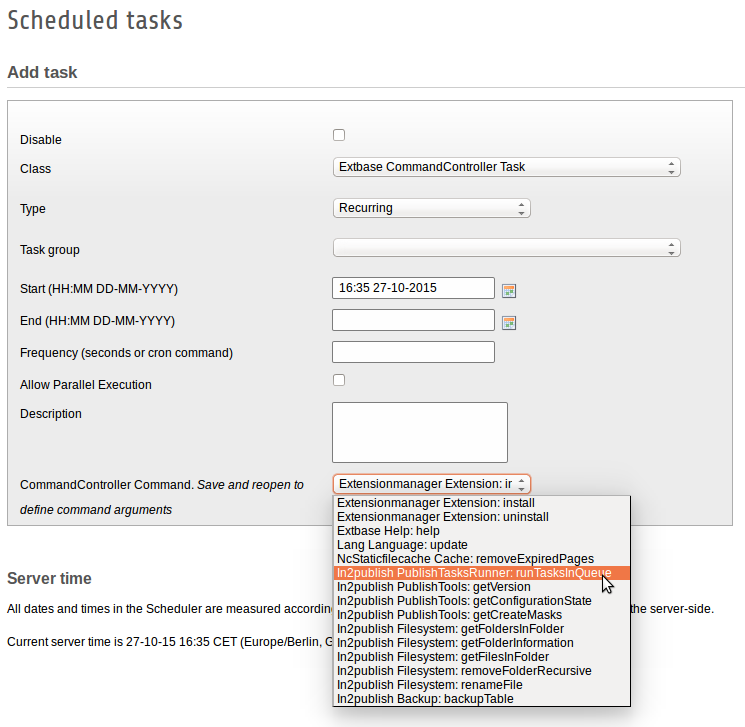 Scheduled tasks
Add task
Disable
Class Extbase CommandController Task
Type Recurring
Task group
Start (HH:MM DD-MM-YYYY) 16:35 27-10-2015
End (HH:MM DD-MM-YYYY)
Frequency (seconds or cron command)
Allow Parallel Execution
Description
CommandController Command. Save and reopen to Extensionmanager Extension: ir
define command arguments
Extensionmanager Extension: install
Extensionmanager Extension: uninstall
Extbase Help: help
Lang Language: update
NcStaticfilecache Cache: removeExpiredPages
In2publish PublishTasksRunner: runTasksInQueue
In2publish PublishTools: getVersion
In2publish PublishTools: getConfigurationState
In2publish PublishTools: getCreateMasks
In2publish Filesystem: getFoldersInFolder
In2publish Filesystem: getFolderInformation
In2publish Filesystem: getFilesInFolder
In2publish Filesystem: removeFolderRecursive
In2publish Filesystem: renameFile
In2publish Backup: backupTable
Server time
All dates and times in the Scheduler are measured accordin the server-side.
Current server time is 27-10-15 16:35 CET (Europe/Berlin, G